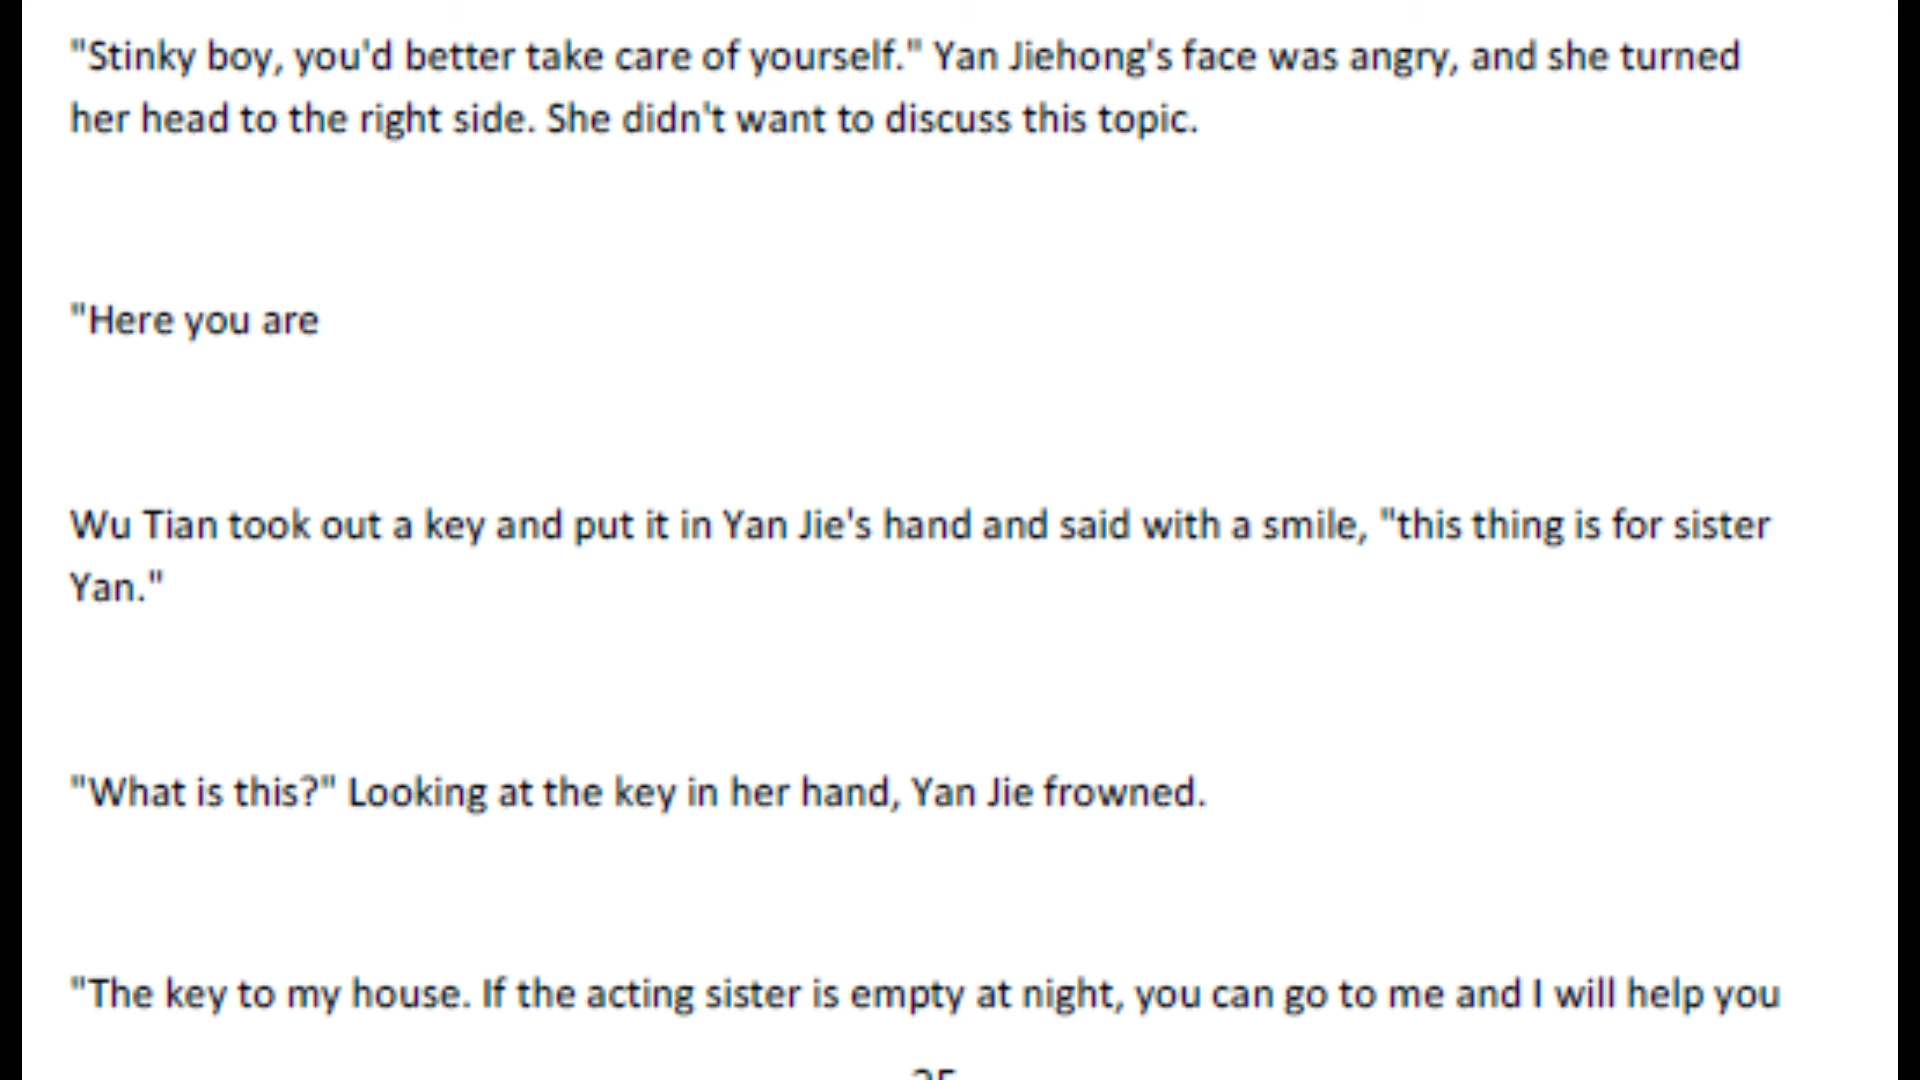 "Stinky boy, you'd better take care of yourself." Yan Jiehong's face was angry, and she turned
her head to the right side. She didn't want to discuss this topic.
"Here you are
Wu Tian took out a key and put it in Yan Jie's hand and said with a smile, "this thing is for sister
Yan."
"What is this?" Looking at the key in her hand, Yan Jie frowned.
"The key to my house. If the acting sister is empty at night, you can go to me and I will help you